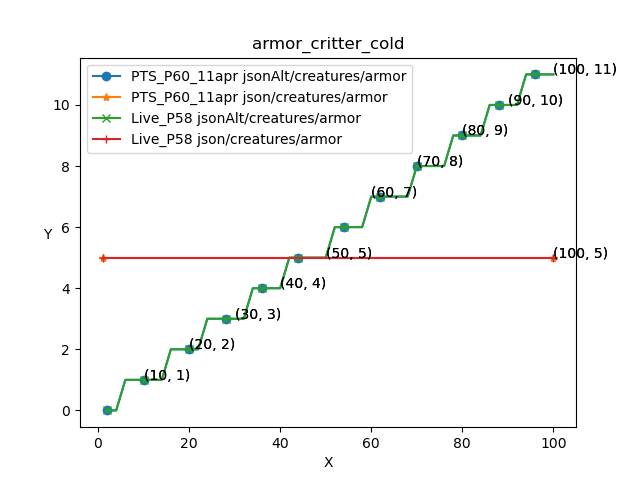 armor_critter_cold
PTS_P60_11apr jsonAlt/creatures/armor
PTS_P60_11apr json/creatures/armor
Live_P58 jsonAlt/creatures/armor
Live_P58 json/creatures/armor
(100, 11)
(90, 10)
(80, 9)
(70, 8)
(60, 7)
(50, 5)
(100, 5)
(40, 4)
(30, 3)
(20, 2)
(10, 1)
Y
10
8
6
4
2
0
0 20 40 60 80 100
X